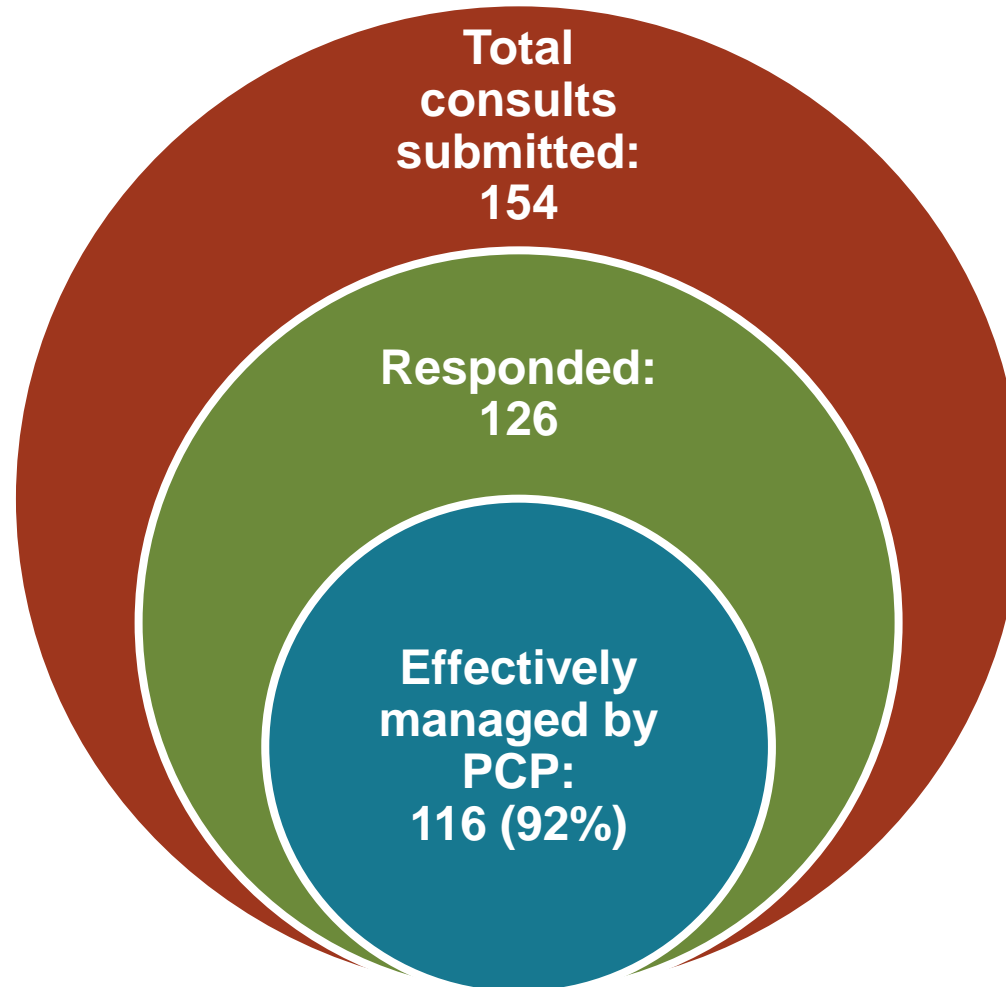 Total
consults
submitted:
154
Responded:
126
Effectively
managed by
PCP:
116 (92%)